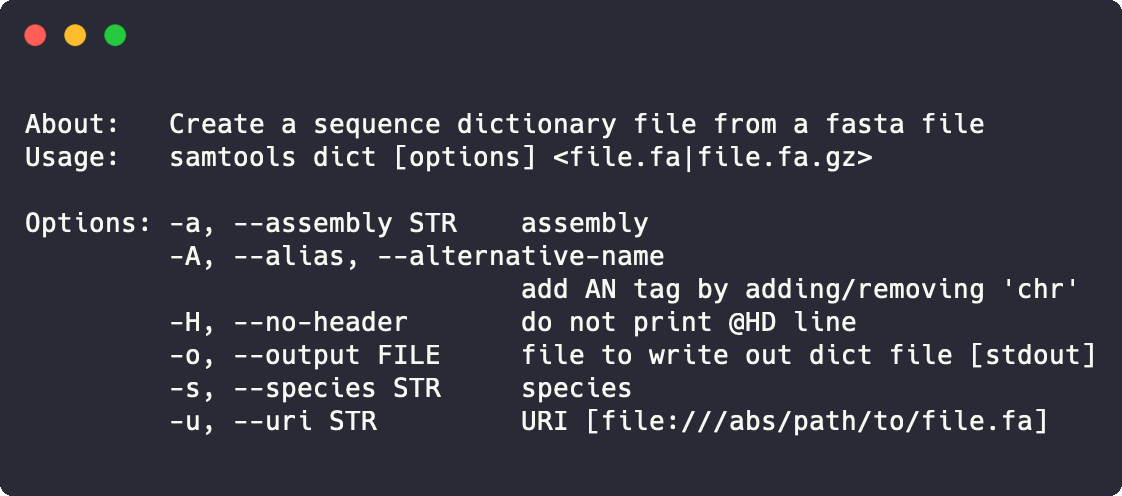 About:   Create a sequence dictionary file from a fasta file
Usage:   samtools dict [options] <file.fa|file.fa.gz>

Options: -a, --assembly STR    assembly
         -A, --alias, --alternative-name
                               add AN tag by adding/removing 'chr'
         -H, --no-header       do not print @HD line
         -o, --output FILE     file to write out dict file [stdout]
         -s, --species STR     species
         -u, --uri STR         URI [file:///abs/path/to/file.fa]